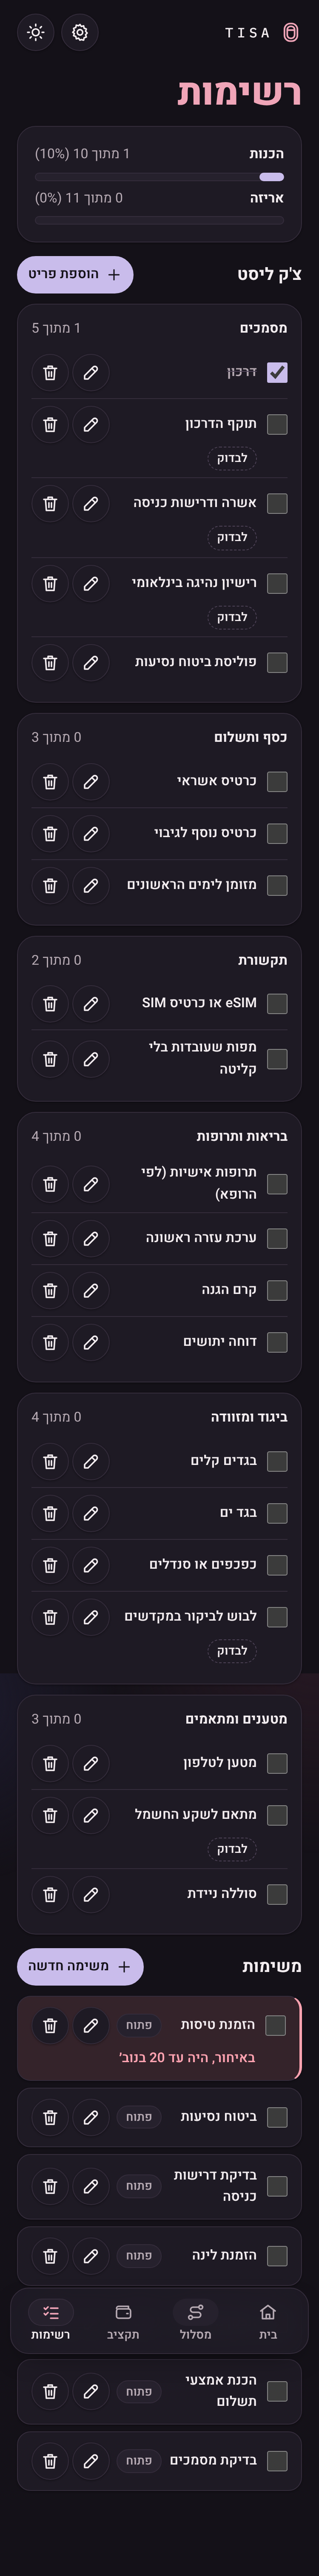 TISA
רשימות
הכנות
1 מתוך 10 (10%)
אריזה
0 מתוך 11 (0%)
צ'ק ליסט
הוספת פריט
מסמכים
1 מתוך 5
דרכון
תוקף הדרכון
לבדוק
אשרה ודרישות כניסה
לבדוק
רישיון נהיגה בינלאומי
לבדוק
פוליסת ביטוח נסיעות
כסף ותשלום
0 מתוך 3
כרטיס אשראי
כרטיס נוסף לגיבוי
מזומן לימים הראשונים
תקשורת
0 מתוך 2
eSIM או כרטיס SIM
מפות שעובדות בלי
קליטה
בריאות ותרופות
0 מתוך 4
תרופות אישיות (לפי
הרופא)
ערכת עזרה ראשונה
קרם הגנה
דוחה יתושים
ביגוד ומזוודה
0 מתוך 4
בגדים קלים
בגד ים
כפכפים או סנדלים
לבוש לביקור במקדשים
לבדוק
מטענים ומתאמים
0 מתוך 3
מטען לטלפון
מתאם לשקע החשמל
לבדוק
סוללה ניידת
משימות
משימה חדשה
הזמנת טיסות
פתוח
באיחור, היה עד 20 בנוב׳
ביטוח נסיעות
פתוח
בדיקת דרישות
כניסה
פתוח
הזמנת לינה
פתוח
בית
מסלול
תקציב
רשימות
הכנת אמצעי
תשלום
פתוח
בדיקת מסמכים
פתוח